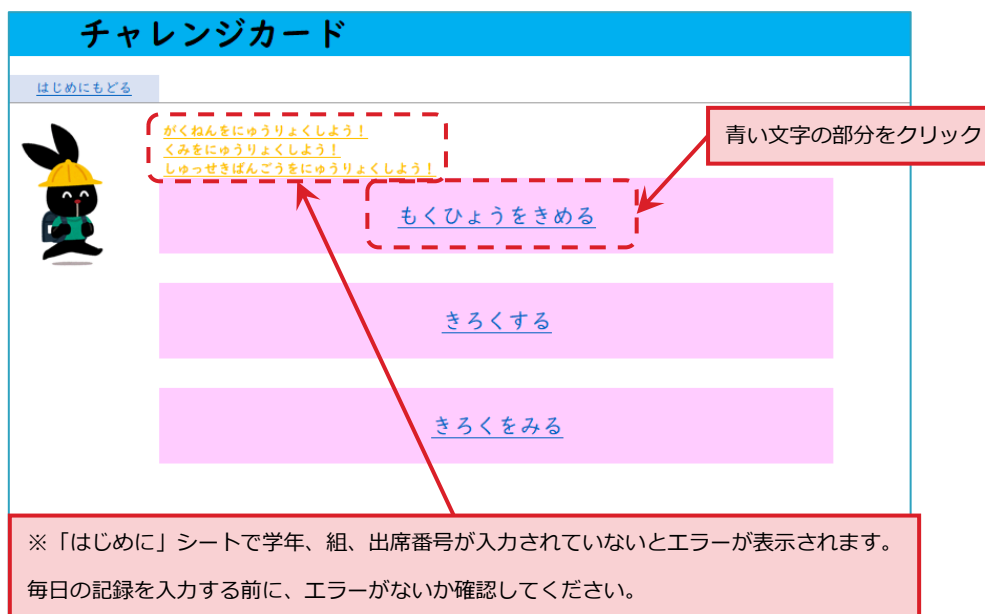 チャレンジカード
はじめにもどる
がくねんをにゅうりょくしよう！
くみをにゅうりょくしよう！
しゅっせきばんごうをにゅうりょくしよう！
青い文字の部分をクリック
もくひょうをきめる
きろくする
きろくをみる
※「はじめに」シートで学年、組、出席番号が入力されていないとエラーが表示されます。
毎日の記録を入力する前に、エラーがないか確認してください。